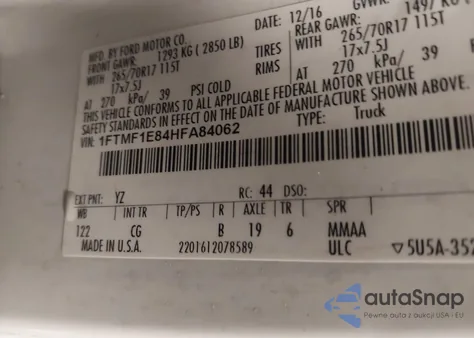 MFD. BY FORD MOTOR CO.
DATE: 12/16
GVWR:
FRONT GAWR: 1293 KG ( 2850 LB)
REAR GAWR: 1497 KG
WITH 265/70R17 115T TIRES
WITH 265/70R17 115T
17x7.5J RIMS
17x7.5J
AT 270 kPa/ 39 PSI COLD
AT 270 kPa/ 39
THIS VEHICLE CONFORMS TO ALL APPLICABLE FEDERAL MOTOR VEHICLE
SAFETY STANDARDS IN EFFECT ON THE DATE OF MANUFACTURE SHOWN ABOVE.
VIN: 1FTMF1E84HFA84062
TYPE: Truck
EXT PNT: YZ RC: 44 DSO:
WB INT TR TP/PS R AXLE TR SPR
122 CG B 19 6 MMAA
MADE IN U.S.A. 2201612078589 ULC ▽5U5A-352
autoSnap
Pewne auta z aukcji USA i EU